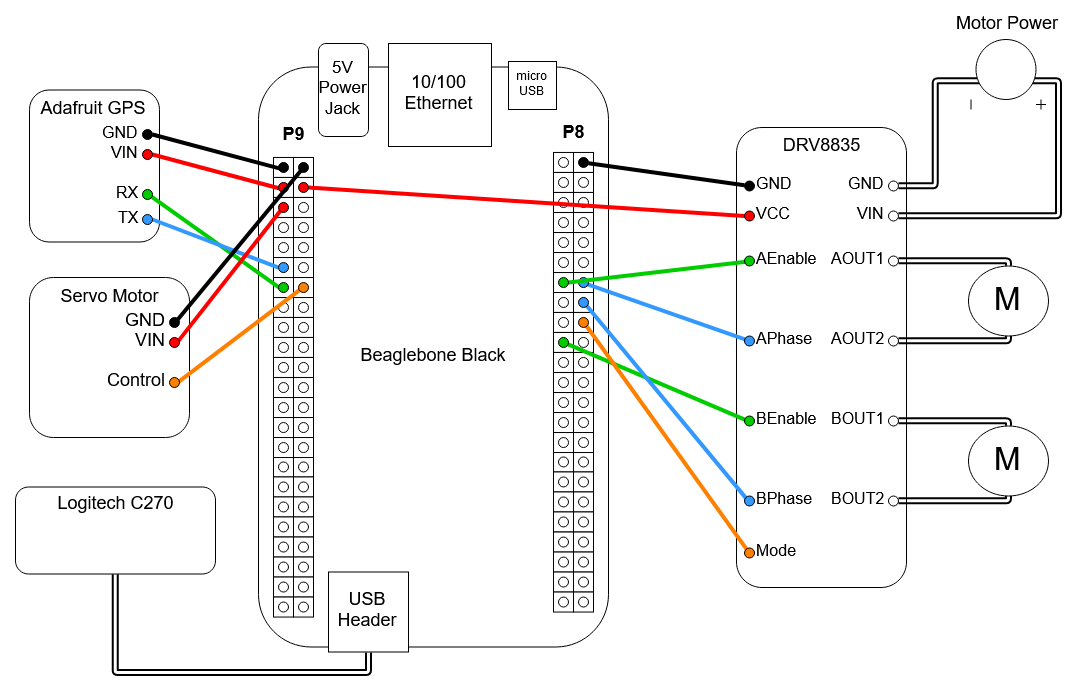 Motor Power
5V
Power
Jack
10/100
Ethernet
micro
USB
Adafruit GPS
GND
VIN
RX
TX
P9
P8
− +
DRV8835
GND GND
VCC VIN
AEnable AOUT1
M
APhase AOUT2
Servo Motor
GND
VIN
Control
Beaglebone Black
BEnable BOUT1
M
BPhase BOUT2
Mode
Logitech C270
USB
Header